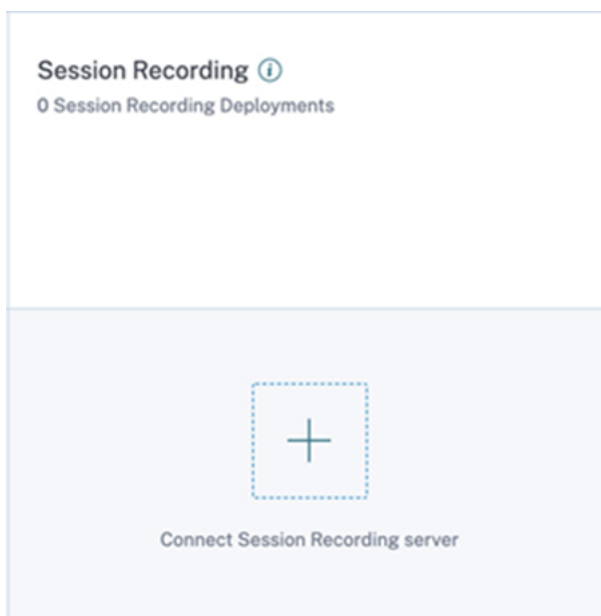 Session Recording i
0 Session Recording Deployments
Connect Session Recording server